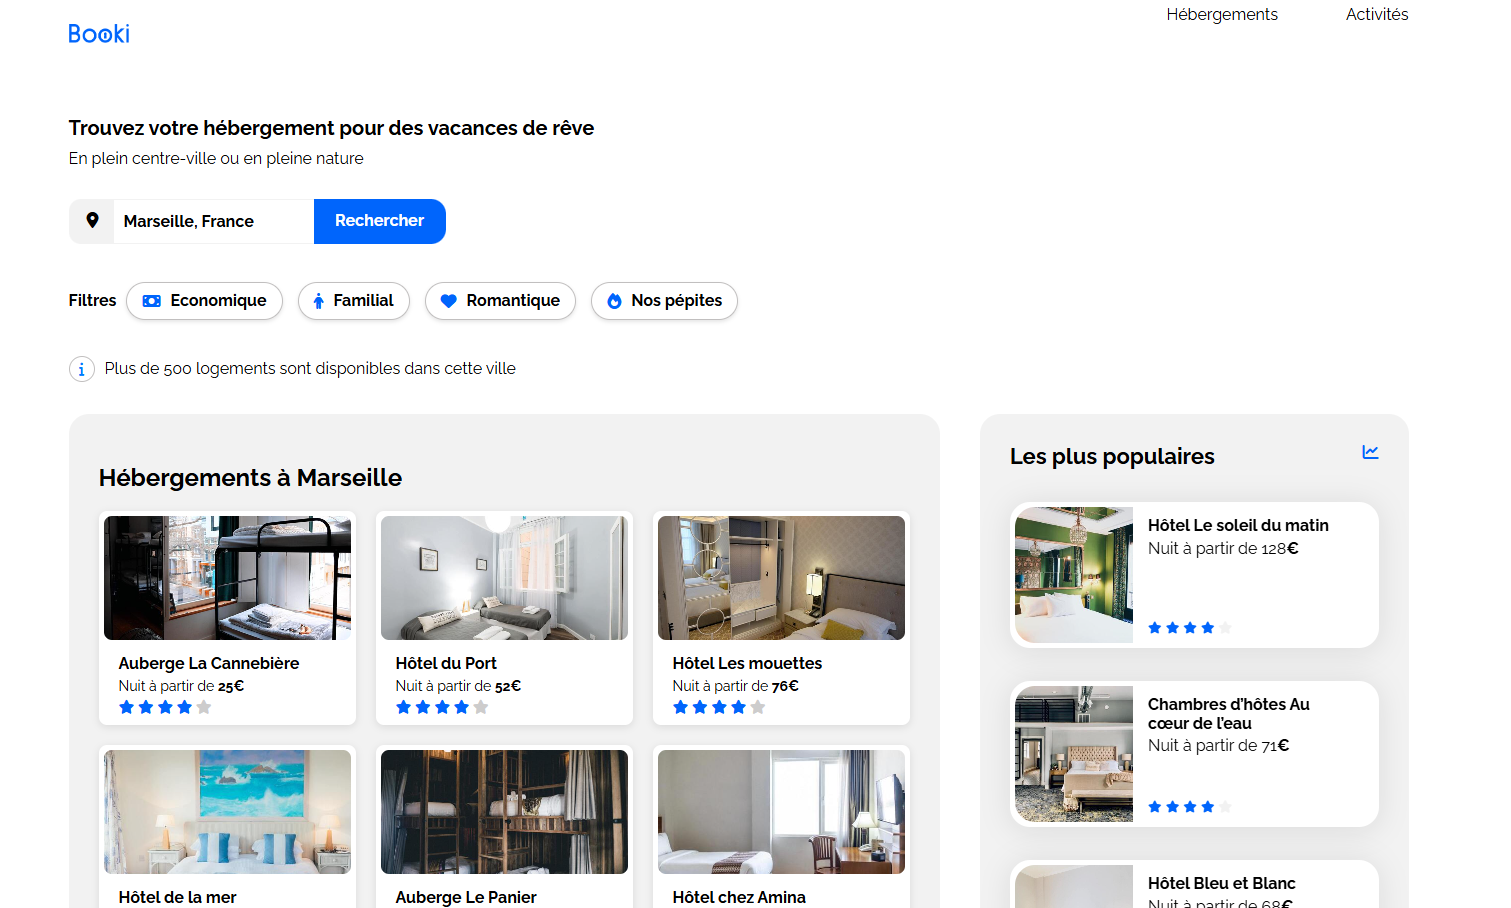 Booki
Hébergements
Activités
Trouvez votre hébergement pour des vacances de rêve
En plein centre-ville ou en pleine nature
Marseille, France
Rechercher
Filtres
Economique
Familial
Romantique
Nos pépites
Plus de 500 logements sont disponibles dans cette ville
Hébergements à Marseille
Auberge La Cannebière
Nuit à partir de 25€
Hôtel du Port
Nuit à partir de 52€
Hôtel Les mouettes
Nuit à partir de 76€
Hôtel de la mer
Auberge Le Panier
Hôtel chez Amina
Les plus populaires
Hôtel Le soleil du matin
Nuit à partir de 128€
Chambres d’hôtes Au
cœur de l’eau
Nuit à partir de 71€
Hôtel Bleu et Blanc
Nuit à partir de 68€